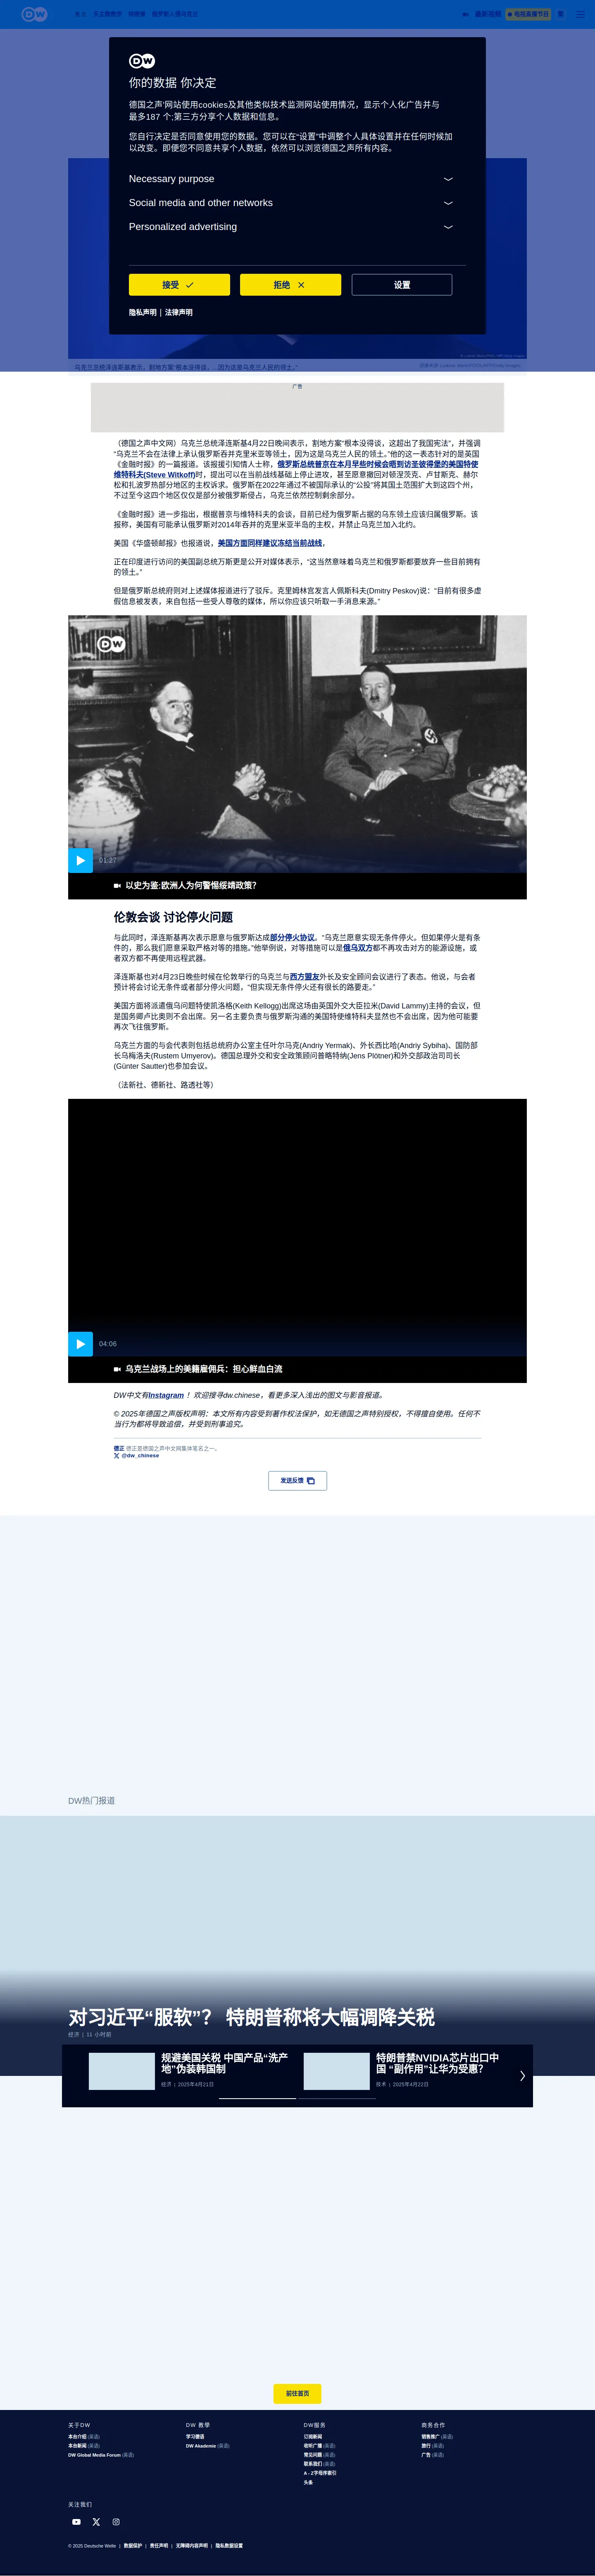 DW
最新视频
电视直播节目
繁
DW
你的数据 你决定
德国之声'网站使用cookies及其他类似技术监测网站使用情况，显示个人化广告并与
最多187 个;第三方分享个人数据和信息。
您自行决定是否同意使用您的数据。您可以在“设置”中调整个人具体设置并在任何时候加
以改变。即便您不同意共享个人数据，依然可以浏览德国之声所有内容。
Necessary purpose
Social media and other networks
Personalized advertising
接受
拒绝
设置
隐私声明 | 法律声明
乌克兰总统泽连斯基表示，割地方案“根本没得谈，…因为这是乌克兰人民的领土。”
广告
（德国之声中文网）乌克兰总统泽连斯基4月22日晚间表示，割地方案“根本没得谈，这超出了我国宪法”，并强调
“乌克兰不会在法律上承认俄罗斯吞并克里米亚等领土，因为这是乌克兰人民的领土。”他的这一表态针对的是英国
《金融时报》的一篇报道。该报援引知情人士称，俄罗斯总统普京在本月早些时候会晤到访圣彼得堡的美国特使
维特科夫(Steve Witkoff)时，提出可以在当前战线基础上停止进攻，甚至愿意撤回对顿涅茨克、卢甘斯克、赫尔
松和扎波罗热部分地区的主权诉求。俄罗斯在2022年通过不被国际承认的“公投”将其国土范围扩大到这四个州，
不过至今这四个地区仅仅是部分被俄罗斯侵占，乌克兰依然控制剩余部分。
《金融时报》进一步指出，根据普京与维特科夫的会谈，目前已经为俄罗斯占据的乌东领土应该归属俄罗斯。该
报称，美国有可能承认俄罗斯对2014年吞并的克里米亚半岛的主权，并禁止乌克兰加入北约。
美国《华盛顿邮报》也报道说，美国方面同样建议冻结当前战线，
正在印度进行访问的美国副总统万斯更是公开对媒体表示，“这当然意味着乌克兰和俄罗斯都要放弃一些目前拥有
的领土。”
但是俄罗斯总统府则对上述媒体报道进行了驳斥。克里姆林宫发言人佩斯科夫(Dmitry Peskov)说：“目前有很多虚
假信息被发表，来自包括一些受人尊敬的媒体，所以你应该只听取一手消息来源。”
DW
01:27
以史为鉴:欧洲人为何警惕绥靖政策？
伦敦会谈 讨论停火问题
与此同时，泽连斯基再次表示愿意与俄罗斯达成部分停火协议。“乌克兰愿意实现无条件停火。但如果停火是有条
件的，那么我们愿意采取严格对等的措施。”他举例说，对等措施可以是俄乌双方都不再攻击对方的能源设施，或
者双方都不再使用远程武器。
泽连斯基也对4月23日晚些时候在伦敦举行的乌克兰与西方盟友外长及安全顾问会议进行了表态。他说，与会者
预计将会讨论无条件或者部分停火问题，“但实现无条件停火还有很长的路要走。”
美国方面将派遣俄乌问题特使凯洛格(Keith Kellogg)出席这场由英国外交大臣拉米(David Lammy)主持的会议，但
是国务卿卢比奥则不会出席。另一名主要负责与俄罗斯沟通的美国特使维特科夫显然也不会出席，因为他可能要
再次飞往俄罗斯。
乌克兰方面的与会代表则包括总统府办公室主任叶尔马克(Andriy Yermak)、外长西比哈(Andriy Sybiha)、国防部
长乌梅洛夫(Rustem Umyerov)。德国总理外交和安全政策顾问普略特纳(Jens Plötner)和外交部政治司司长
(Günter Sautter)也参加会议。
（法新社、德新社、路透社等）
04:06
乌克兰战场上的美籍雇佣兵：担心鲜血白流
DW中文有Instagram ！欢迎搜寻dw.chinese，看更多深入浅出的图文与影音报道。
© 2025年德国之声版权声明：本文所有内容受到著作权法保护，如无德国之声特别授权，不得擅自使用。任何不
当行为都将导致追偿，并受到刑事追究。
德正 德正是德国之声中文网集体笔名之一。
@dw_chinese
发送反馈
DW热门报道
对习近平“服软”？ 特朗普称将大幅调降关税
经济 | 11 小时前
规避美国关税 中国产品“洗产
地”伪装韩国制
经济 | 2025年4月21日
特朗普禁NVIDIA芯片出口中
国 “副作用”让华为受惠？
技术 | 2025年4月22日
前往首页
关于DW
本台介绍 (英语)
本台新闻 (英语)
DW Global Media Forum (英语)
DW 教學
学习德语
DW Akademie (英语)
DW服务
订阅新闻
收听广播 (英语)
常见问题 (英语)
联系我们 (英语)
A - Z字母序索引
头条
商务合作
销售推广 (英语)
旅行 (英语)
广告 (英语)
关注我们
© 2025 Deutsche Welle | 数据保护 | 责任声明 | 无障碍内容声明 | 隐私数据设置